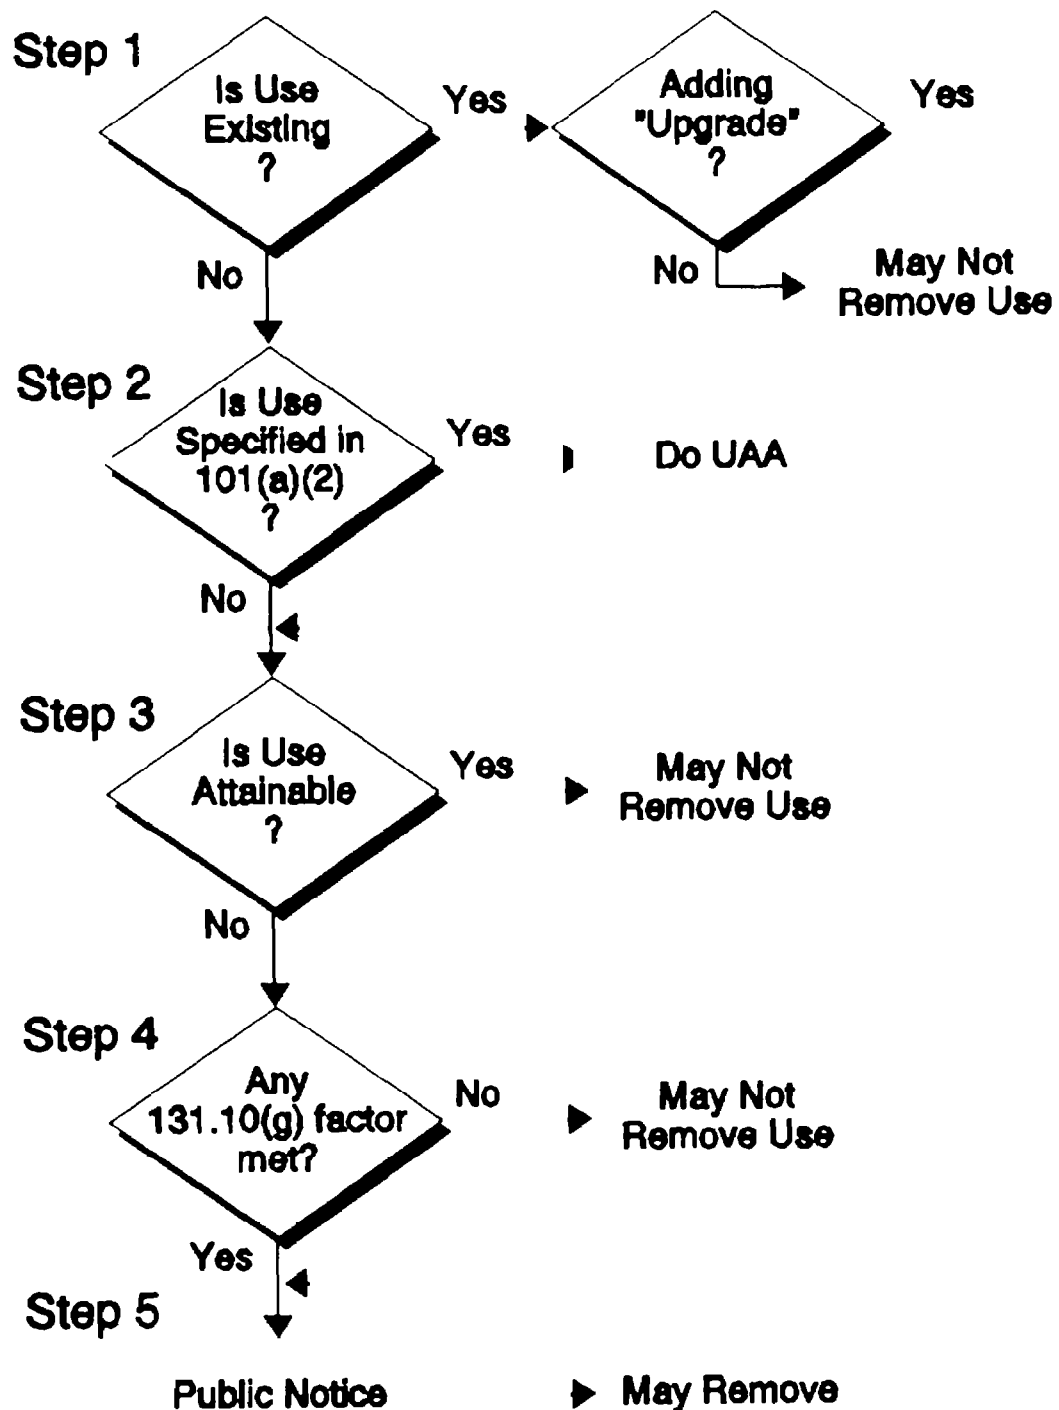 Step 1
Is Use
Existing
?
Yes
Adding
"Upgrade"
?
Yes
No
No
May Not
Remove Use
Step 2
Is Use
Specified in
101(a)(2)
?
Yes
Do UAA
No
Step 3
Is Use
Attainable
?
Yes
May Not
Remove Use
No
Step 4
Any
131.10(g) factor
met?
No
May Not
Remove Use
Yes
Step 5
Public Notice
May Remove